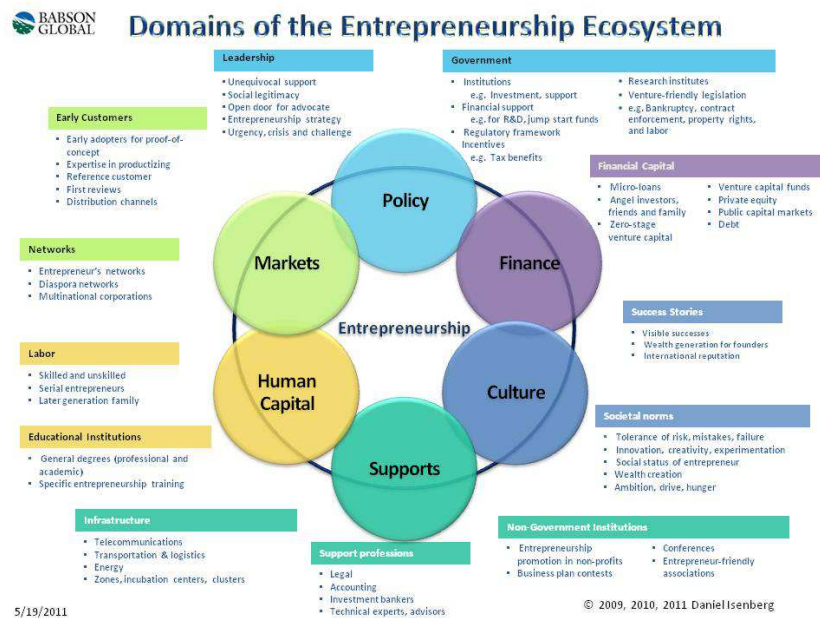 BABSON
GLOBAL
Domains of the Entrepreneurship Ecosystem
Leadership
• Unequivocal support
• Social legitimacy
• Open door for advocate
• Entrepreneurship strategy
• Urgency, crisis and challenge
Government
▪ Institutions
e.g. Investment, support
▪ Financial support
e.g. for R&D, jump start funds
▪ Regulatory framework
Incentives
e.g. Tax benefits
▪ Research institutes
▪ Venture-friendly legislation
▪ e.g. Bankruptcy, contract
enforcement, property rights,
and labor
Early Customers
▪ Early adopters for proof-of-
concept
▪ Expertise in productizing
▪ Reference customer
▪ First reviews
▪ Distribution channels
Financial Capital
▪ Micro-loans
▪ Angel investors,
friends and family
▪ Zero-stage
venture capital
▪ Venture capital funds
▪ Private equity
▪ Public capital markets
▪ Debt
Networks
▪ Entrepreneur's networks
▪ Diaspora networks
▪ Multinational corporations
Policy
Markets
Finance
Entrepreneurship
Human
Capital
Culture
Supports
Success Stories
▪ Visible successes
▪ Wealth generation for founders
▪ International reputation
Labor
▪ Skilled and unskilled
▪ Serial entrepreneurs
▪ Later generation family
Societal norms
▪ Tolerance of risk, mistakes, failure
▪ Innovation, creativity, experimentation
▪ Social status of entrepreneur
▪ Wealth creation
▪ Ambition, drive, hunger
Educational Institutions
▪ General degrees (professional and
academic)
▪ Specific entrepreneurship training
Infrastructure
▪ Telecommunications
▪ Transportation & logistics
▪ Energy
▪ Zones, incubation centers, clusters
Support professions
▪ Legal
▪ Accounting
▪ Investment bankers
▪ Technical experts, advisors
Non-Government Institutions
▪ Entrepreneurship
promotion in non-profits
▪ Business plan contests
▪ Conferences
▪ Entrepreneur-friendly
associations
5/19/2011
© 2009, 2010, 2011 Daniel Isenberg